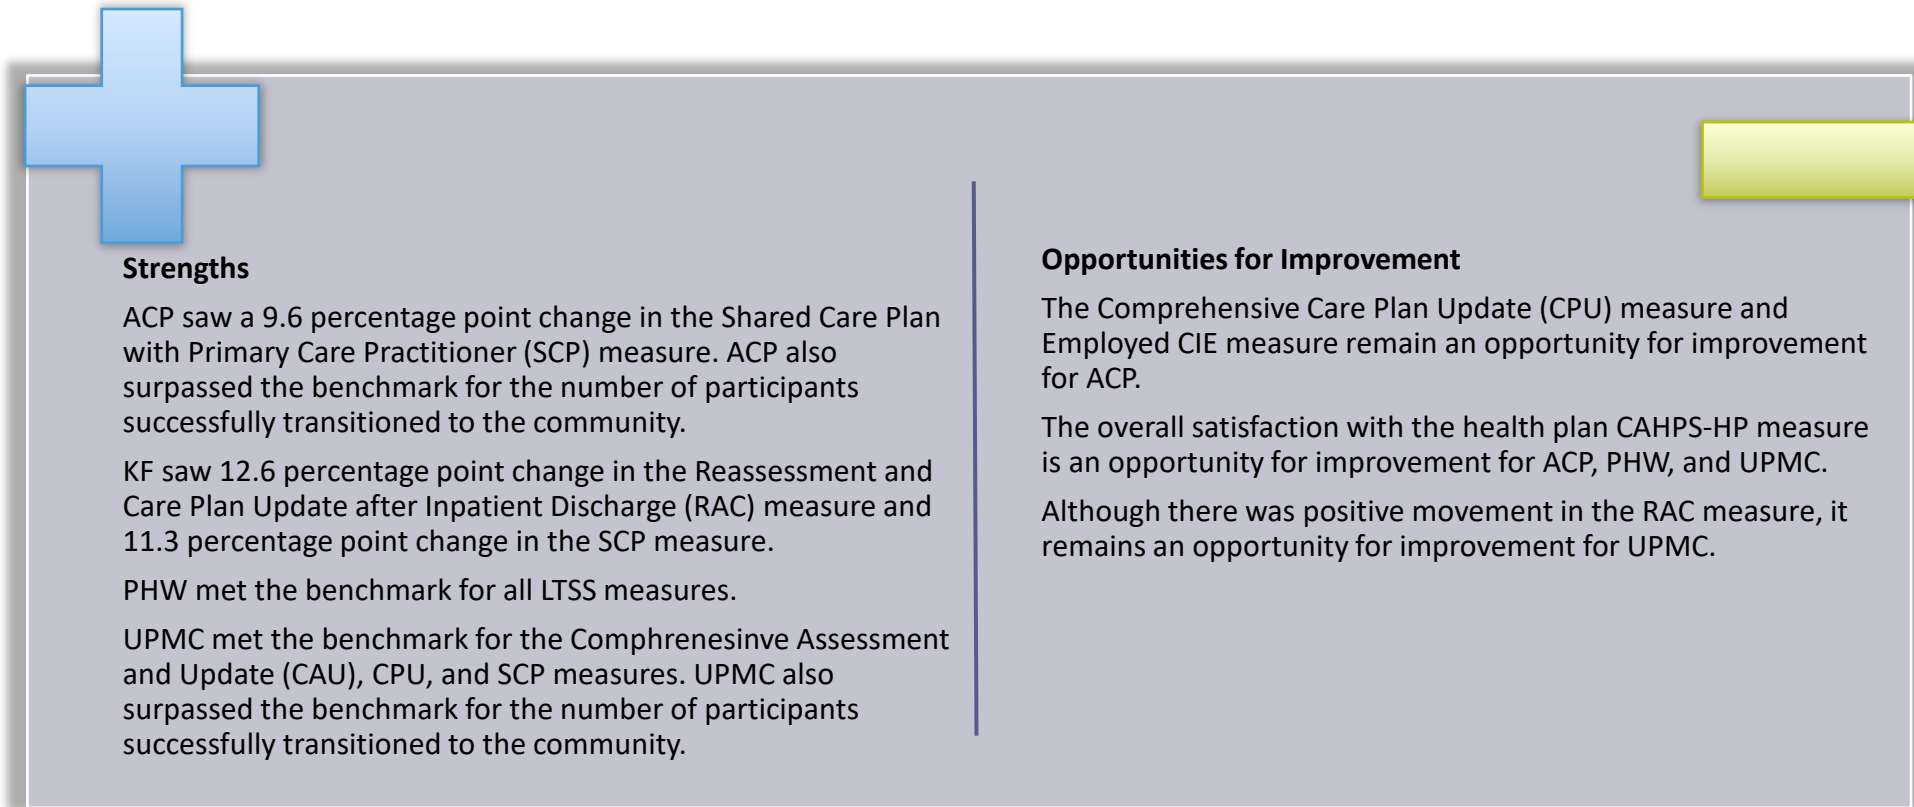 Strengths
ACP saw a 9.6 percentage point change in the Shared Care Plan
with Primary Care Practitioner (SCP) measure. ACP also
surpassed the benchmark for the number of participants
successfully transitioned to the community.
KF saw 12.6 percentage point change in the Reassessment and
Care Plan Update after Inpatient Discharge (RAC) measure and
11.3 percentage point change in the SCP measure.
PHW met the benchmark for all LTSS measures.
UPMC met the benchmark for the Comphrenesinve Assessment
and Update (CAU), CPU, and SCP measures. UPMC also
surpassed the benchmark for the number of participants
successfully transitioned to the community.
Opportunities for Improvement
The Comprehensive Care Plan Update (CPU) measure and
Employed CIE measure remain an opportunity for improvement
for ACP.
The overall satisfaction with the health plan CAHPS-HP measure
is an opportunity for improvement for ACP, PHW, and UPMC.
Although there was positive movement in the RAC measure, it
remains an opportunity for improvement for UPMC.